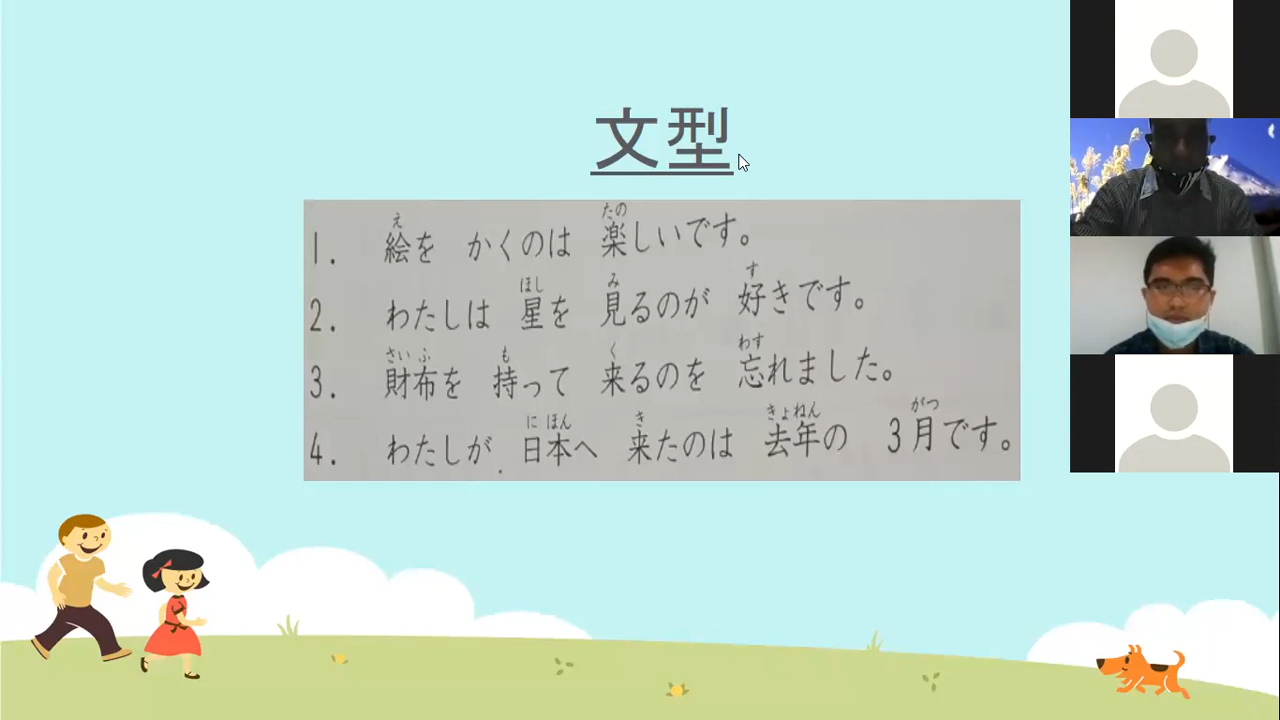 文型
1. 絵を かくのは 楽しいです。
2. わたしは 星を 見るのが 好きです。
3. 財布を 持って 来るのを 忘れました。
4. わたしが 日本へ 来たのは 去年の 3月です。